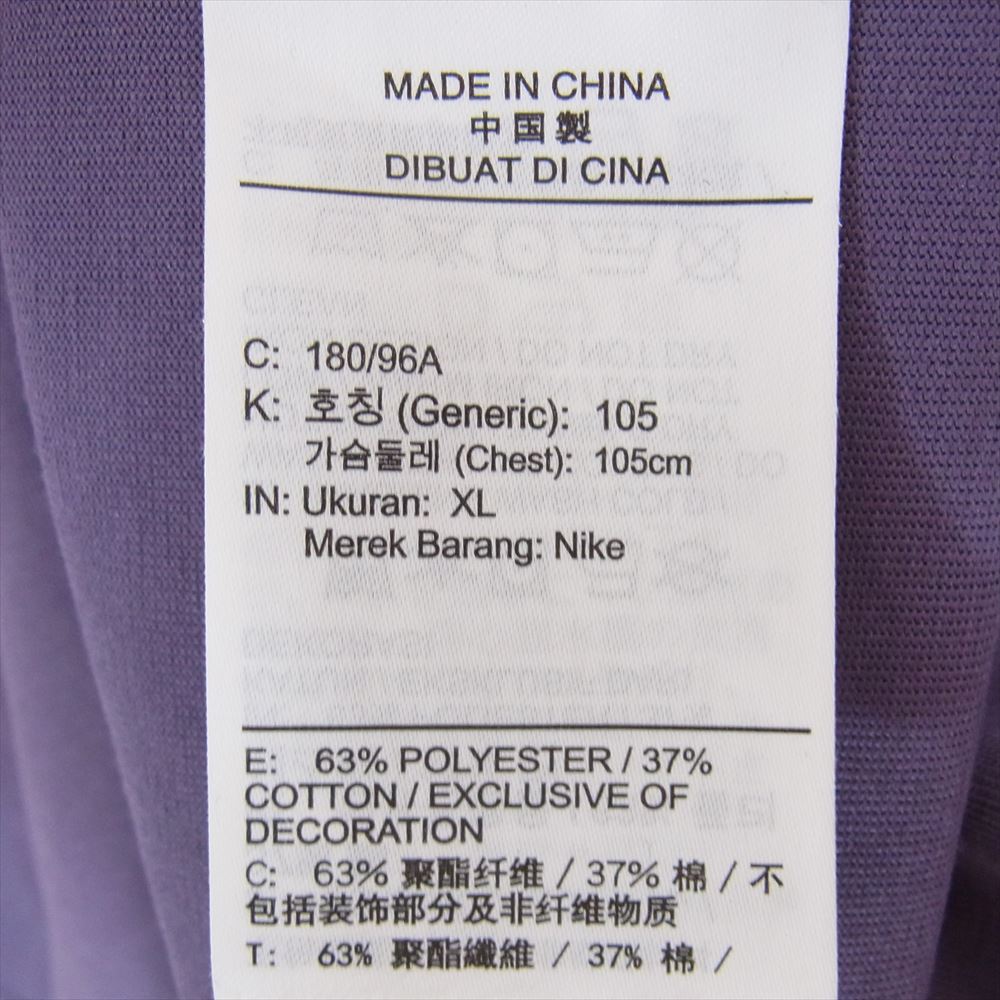 MADE IN CHINA
中国製
DIBUAT DI CINA
C: 180/96A
K: 호칭 (Generic): 105
가슴둘레 (Chest): 105cm
IN: Ukuran: XL
Merek Barang: Nike
E: 63% POLYESTER / 37%
COTTON / EXCLUSIVE OF
DECORATION
C: 63% 聚酯纤维 / 37% 棉 / 不
包括装饰部分及非纤维物质
T: 63% 聚酯纖維 / 37% 棉 /